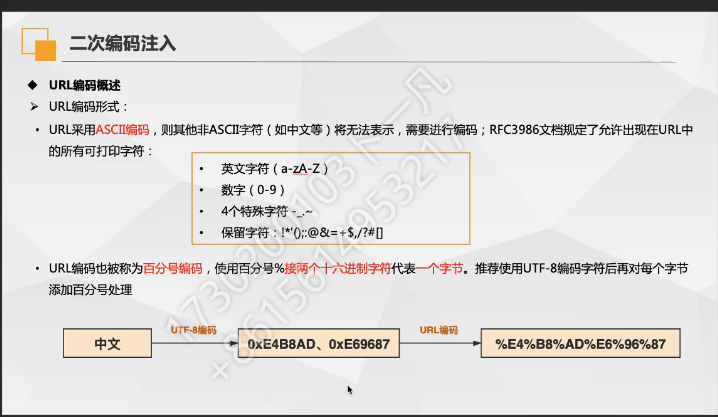 二次编码注入
◆ URL编码概述
➢ URL编码形式：
• URL采用ASCII编码，则其他非ASCII字符（如中文等）将无法表示，需要进行编码；RFC3986文档规定了允许出现在URL中
的所有可打印字符：
• 英文字符（a-zA-Z）
• 数字（0-9）
• 4个特殊字符 -_.~
• 保留字符：!*'();:@&=+$,/?#[]
• URL编码也被称为百分号编码，使用百分号%接两个十六进制字符代表一个字节。推荐使用UTF-8编码字符后再对每个字节
添加百分号处理
中文 UTF-8编码 0xE4B8AD、0xE69687 URL编码 %E4%B8%AD%E6%96%87
+8615614953217